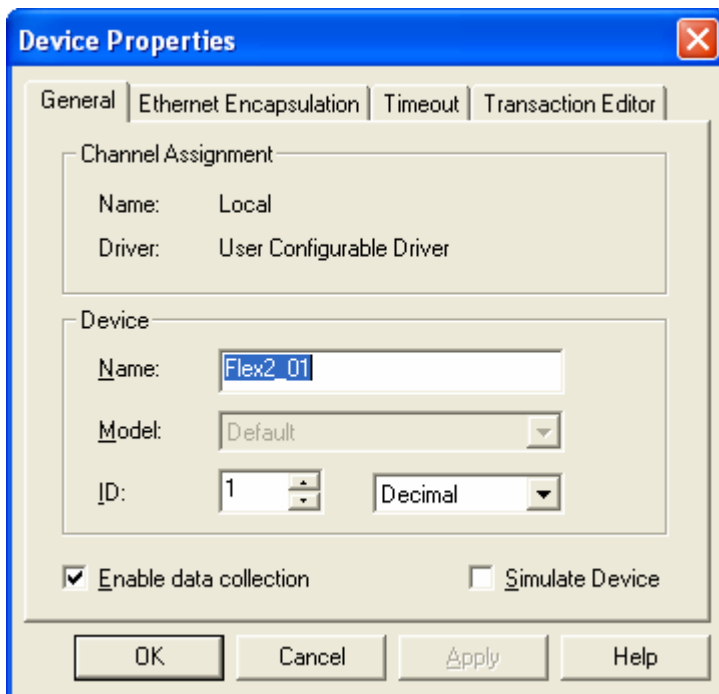 Device Properties
General Ethernet Encapsulation Timeout Transaction Editor
Channel Assignment
Name: Local
Driver: User Configurable Driver
Device
Name: Flex2_01
Model: Default
ID: 1 Decimal
Enable data collection Simulate Device
OK Cancel Apply Help